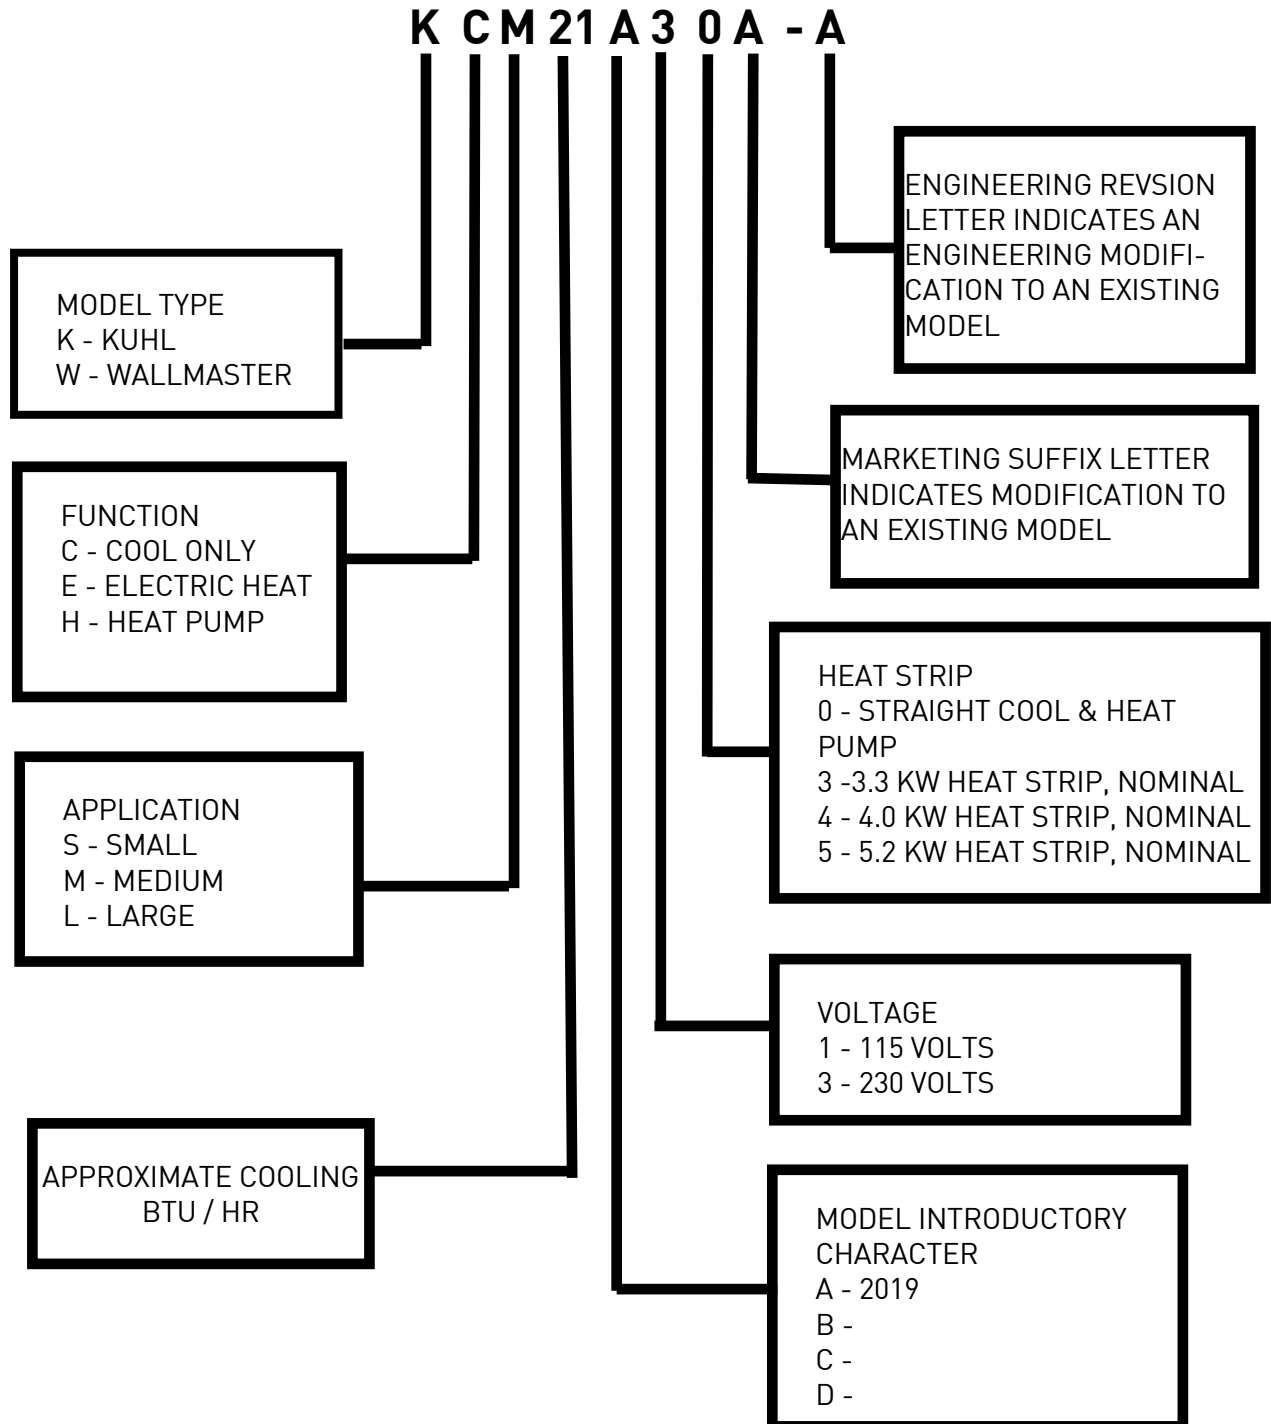 K C M 21 A 3 0 A - A
MODEL TYPE
K - KUHL
W - WALLMASTER
FUNCTION
C - COOL ONLY
E - ELECTRIC HEAT
H - HEAT PUMP
APPLICATION
S - SMALL
M - MEDIUM
L - LARGE
APPROXIMATE COOLING
BTU / HR
ENGINEERING REVSION
LETTER INDICATES AN
ENGINEERING MODIFI-
CATION TO AN EXISTING
MODEL
MARKETING SUFFIX LETTER
INDICATES MODIFICATION TO
AN EXISTING MODEL
HEAT STRIP
0 - STRAIGHT COOL & HEAT
PUMP
3 -3.3 KW HEAT STRIP, NOMINAL
4 - 4.0 KW HEAT STRIP, NOMINAL
5 - 5.2 KW HEAT STRIP, NOMINAL
VOLTAGE
1 - 115 VOLTS
3 - 230 VOLTS
MODEL INTRODUCTORY
CHARACTER
A - 2019
B -
C -
D -